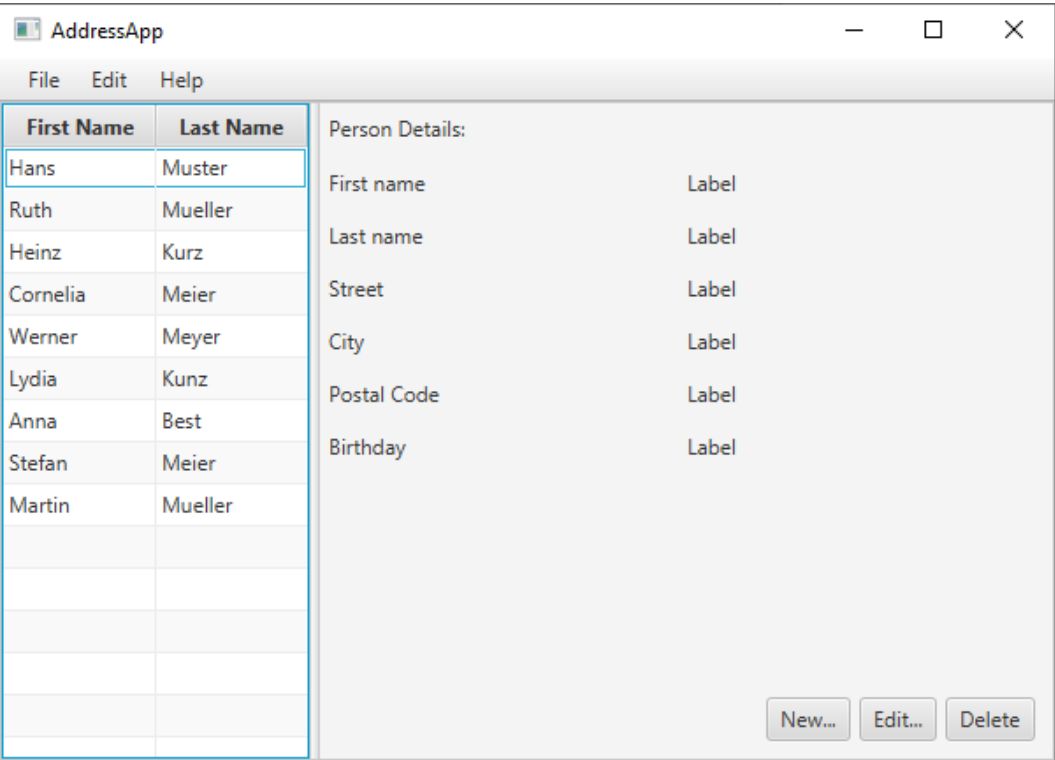 AddressApp
File Edit Help
First Name Last Name
Hans Muster
Ruth Mueller
Heinz Kurz
Cornelia Meier
Werner Meyer
Lydia Kunz
Anna Best
Stefan Meier
Martin Mueller
Person Details:
First name Label
Last name Label
Street Label
City Label
Postal Code Label
Birthday Label
New... Edit... Delete